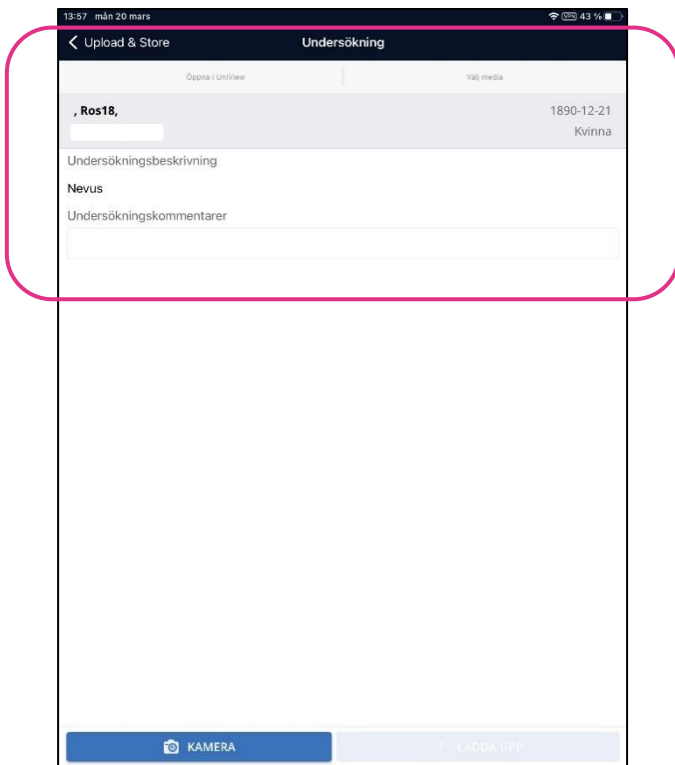 13:57 mån 20 mars VPN 43 %
Upload & Store Undersökning
Öppna i UniView Välj media
, Ros18, 1890-12-21
Kvinna
Undersökningsbeskrivning
Nevus
Undersökningskommentarer
KAMERA LADDA UPP